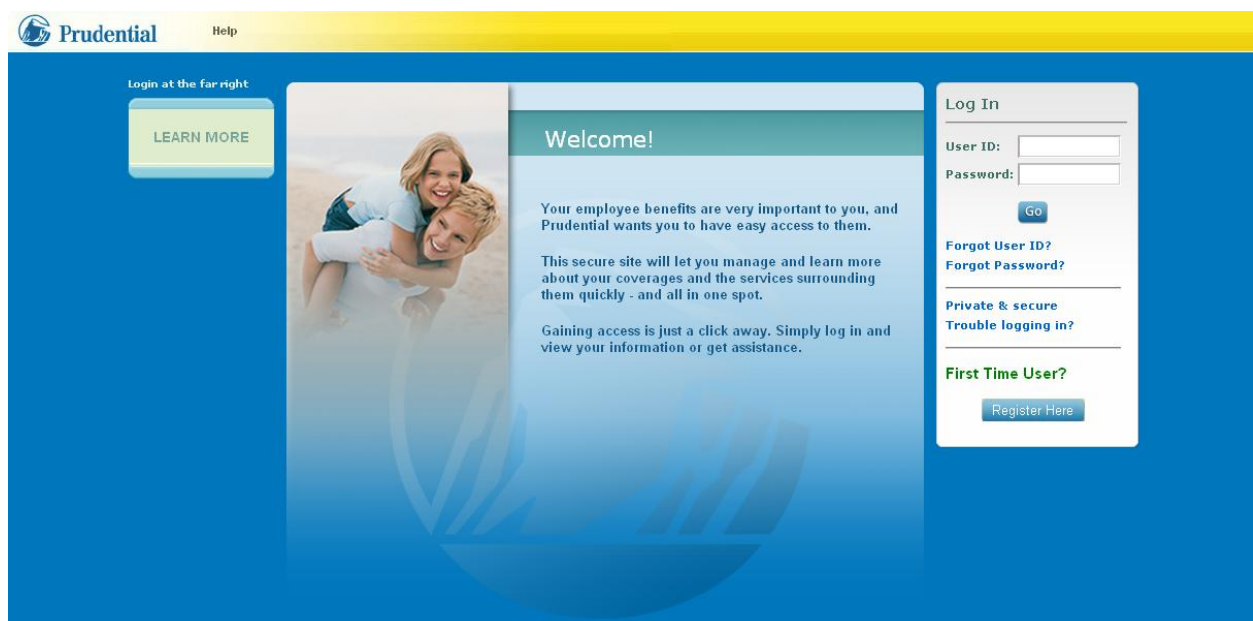 Prudential
Help
Login at the far right
LEARN MORE
Welcome!
Your employee benefits are very important to you, and
Prudential wants you to have easy access to them.
This secure site will let you manage and learn more
about your coverages and the services surrounding
them quickly - and all in one spot.
Gaining access is just a click away. Simply log in and
view your information or get assistance.
Log In
User ID:
Password:
Go
Forgot User ID?
Forgot Password?
Private & secure
Trouble logging in?
First Time User?
Register Here